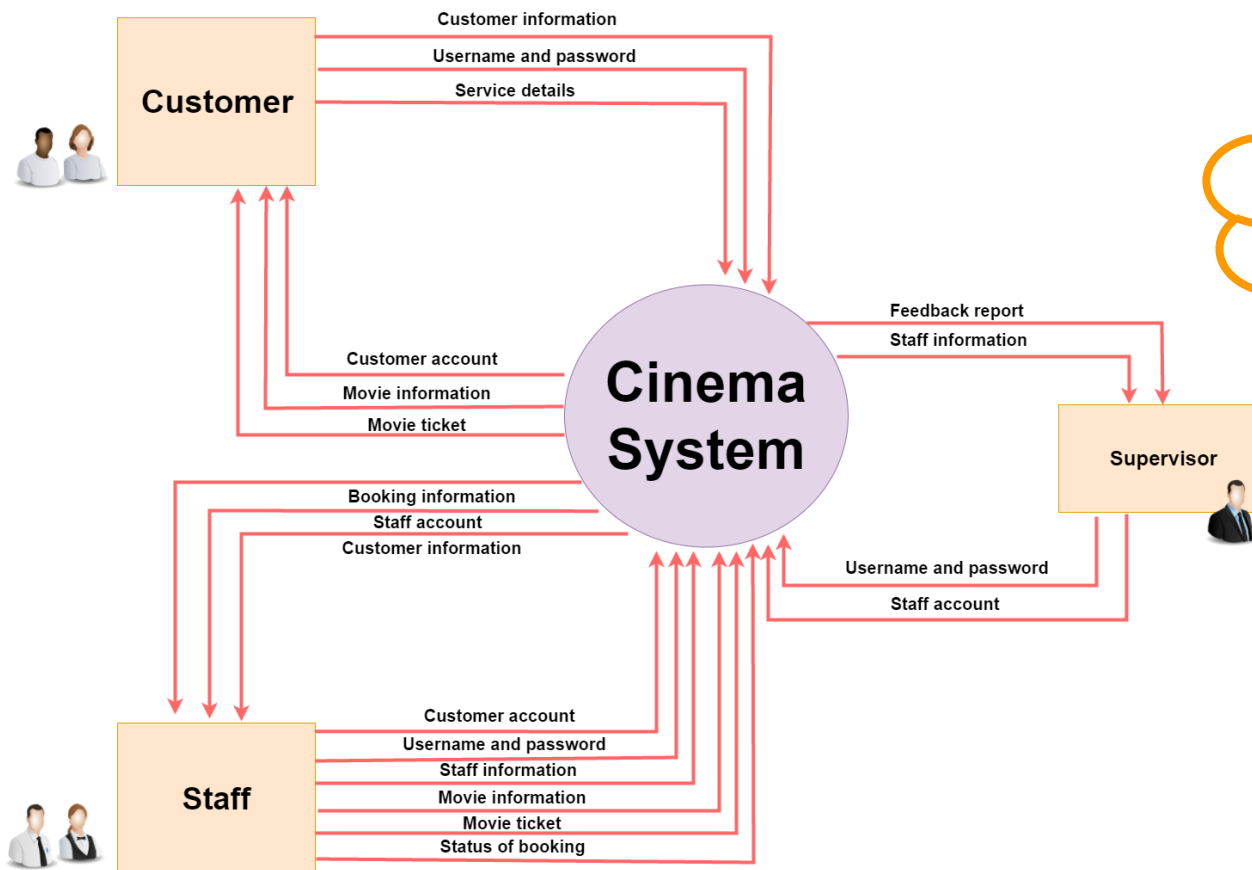 Customer information
Username and password
Service details
Customer
Feedback report
Staff information
Customer account
Movie information
Movie ticket
Cinema
System
Supervisor
Booking information
Staff account
Customer information
Username and password
Staff account
Customer account
Username and password
Staff information
Movie information
Movie ticket
Status of booking
Staff